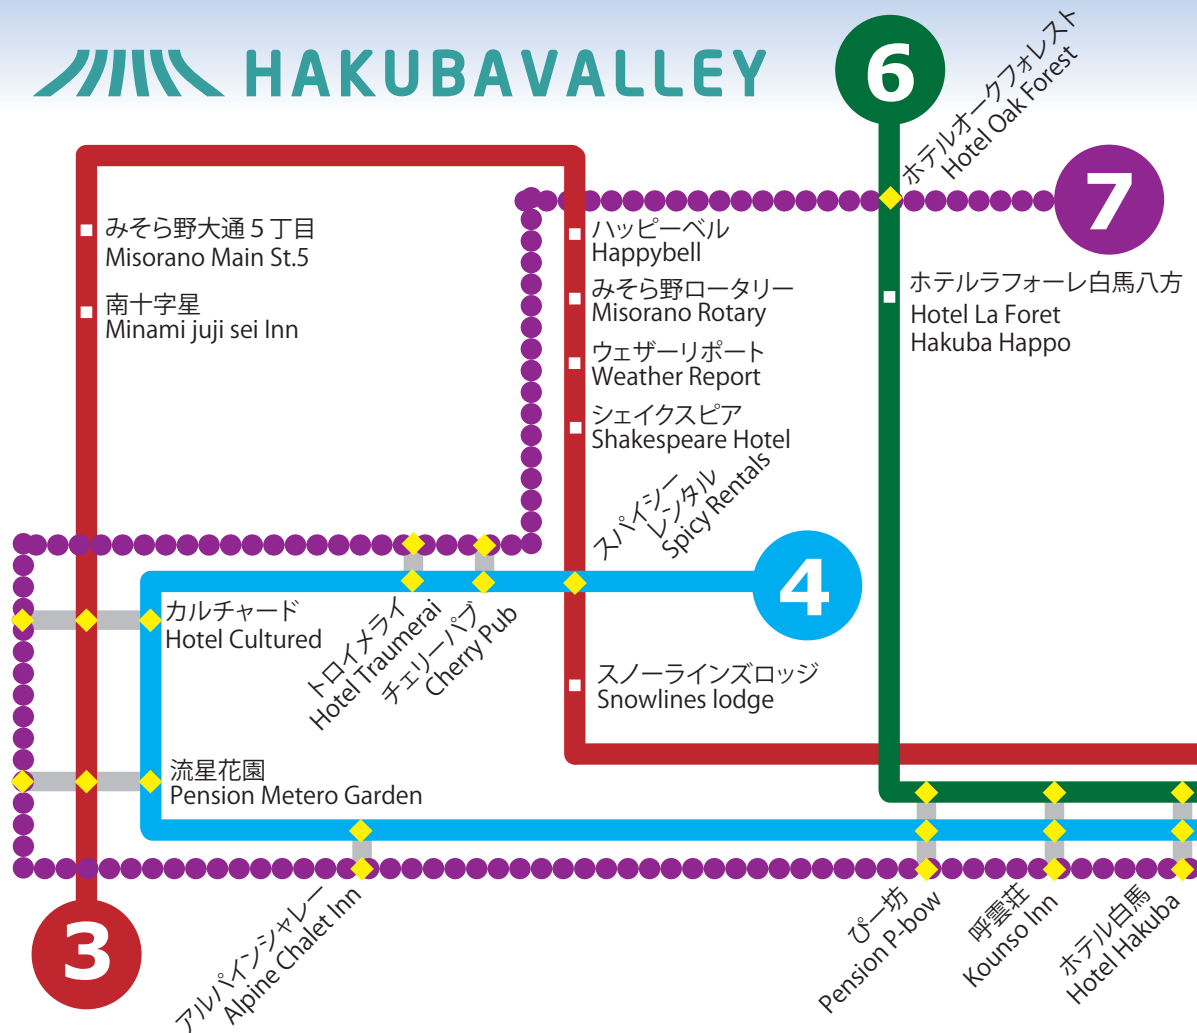 HAKUBAVALLEY
6
ホテルオークフォレスト
Hotel Oak Forest
7
みそら野大通5丁目
Misorano Main St.5
南十字星
Minami juji sei Inn
ハッピーベル
Happybell
みそら野ロータリー
Misorano Rotary
ウェザーリポート
Weather Report
シェイクスピア
Shakespeare Hotel
ホテルラフォーレ白馬八方
Hotel La Foret
Hakuba Happo
スパイシー
レンタル
Spicy Rentals
4
カルチャード
Hotel Cultured
トロイメライ
Hotel Traumerai
チェリーパブ
Cherry Pub
スノーラインズロッジ
Snowlines lodge
流星花園
Pension Metero Garden
3
アルパインシャレー
Alpine Chalet Inn
ぴー坊
Pension P-bow
呼雲荘
Kounso Inn
ホテル白馬
Hotel Hakuba